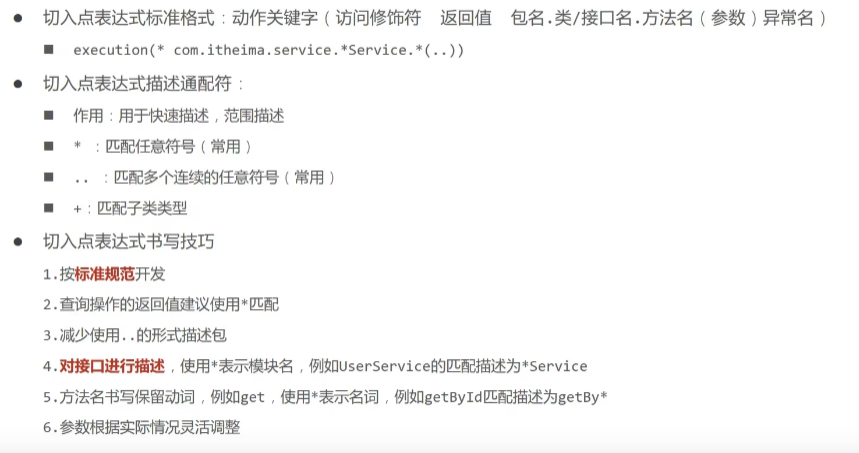 ● 切入点表达式标准格式：动作关键字（访问修饰符 返回值 包名.类/接口名.方法名（参数）异常名）
■ execution(* com.itheima.service.*Service.*(..))
● 切入点表达式描述通配符：
■ 作用：用于快速描述，范围描述
■ * ：匹配任意符号（常用）
■ .. ：匹配多个连续的任意符号（常用）
■ +：匹配子类类型
● 切入点表达式书写技巧
1.按标准规范开发
2.查询操作的返回值建议使用*匹配
3.减少使用..的形式描述包
4.对接口进行描述，使用*表示模块名，例如UserService的匹配描述为*Service
5.方法名书写保留动词，例如get，使用*表示名词，例如getById匹配描述为getBy*
6.参数根据实际情况灵活调整